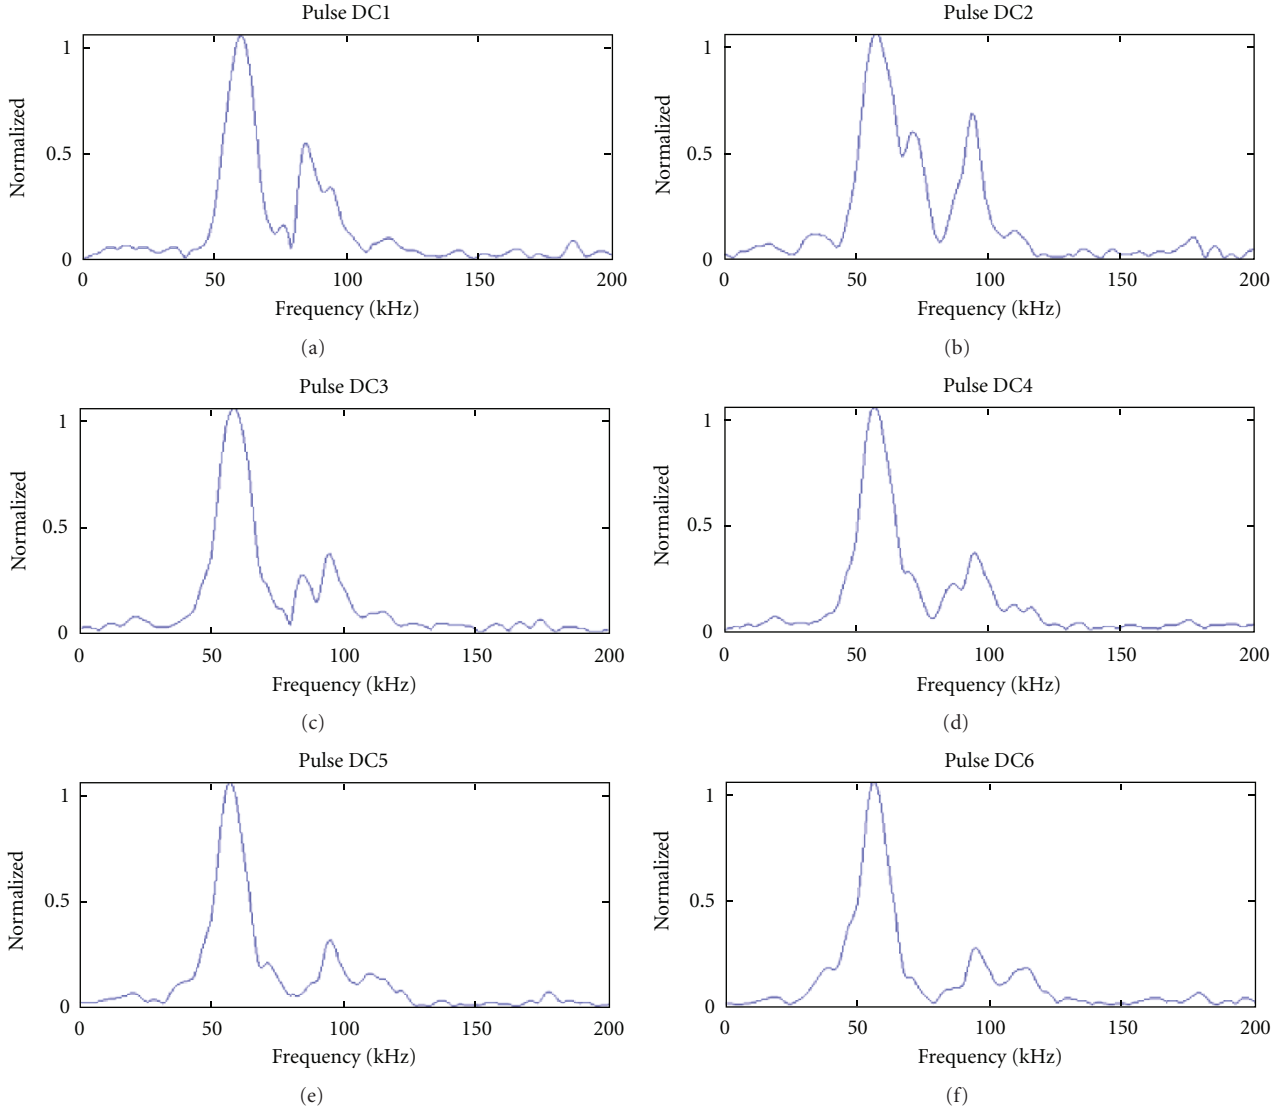 Pulse DC1
1
0.5
0
Normalized
0 50 100 150 200
Frequency (kHz)
(a)
Pulse DC2
1
0.5
0
Normalized
0 50 100 150 200
Frequency (kHz)
(b)
Pulse DC3
1
0.5
0
Normalized
0 50 100 150 200
Frequency (kHz)
(c)
Pulse DC4
1
0.5
0
Normalized
0 50 100 150 200
Frequency (kHz)
(d)
Pulse DC5
1
0.5
0
Normalized
0 50 100 150 200
Frequency (kHz)
(e)
Pulse DC6
1
0.5
0
Normalized
0 50 100 150 200
Frequency (kHz)
(f)